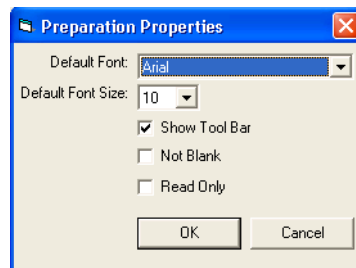 Preparation Properties
Default Font: Arial
Default Font Size: 10
Show Tool Bar
Not Blank
Read Only
OK Cancel